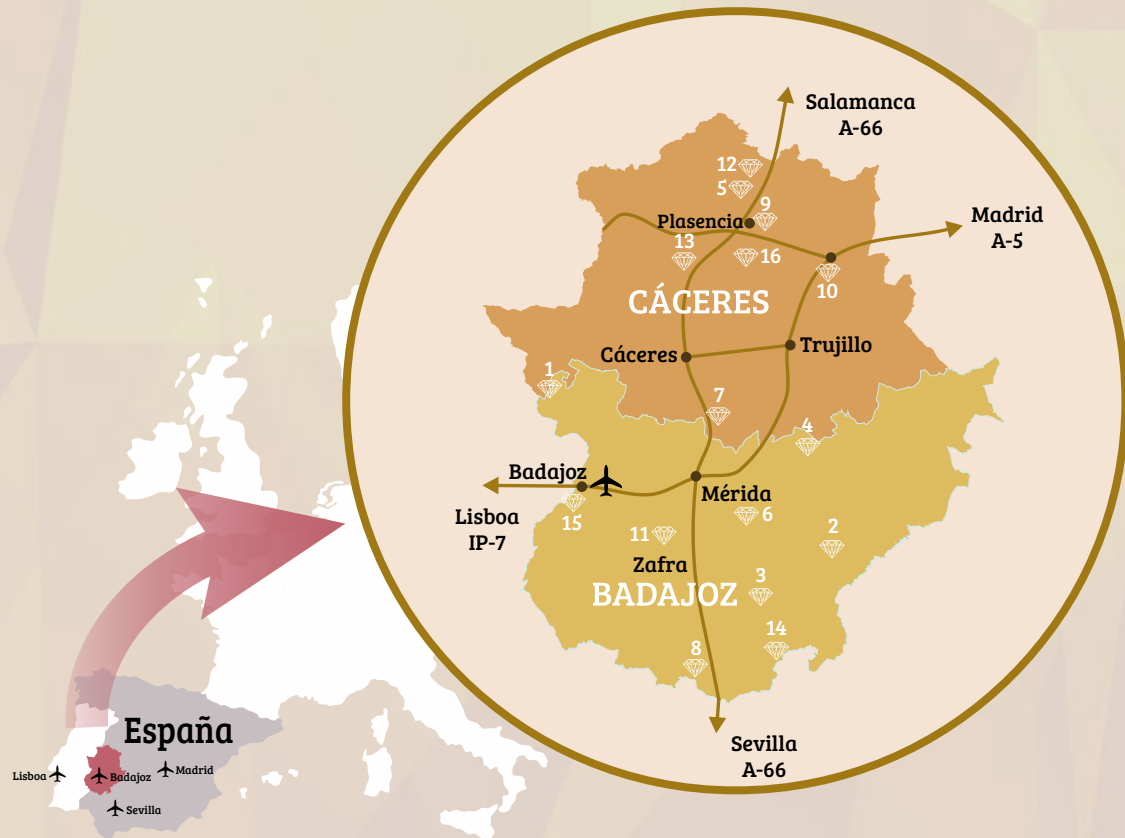 Salamanca
A-66
12
5
9
Plasencia
Madrid
A-5
13
16
10
CÁCERES
Cáceres
Trujillo
1
7
4
Badajoz
Mérida
Lisboa
IP-7
15
6
11
2
Zafra
3
BADAJOZ
14
8
Sevilla
A-66
España
Lisboa
Badajoz
Madrid
Sevilla